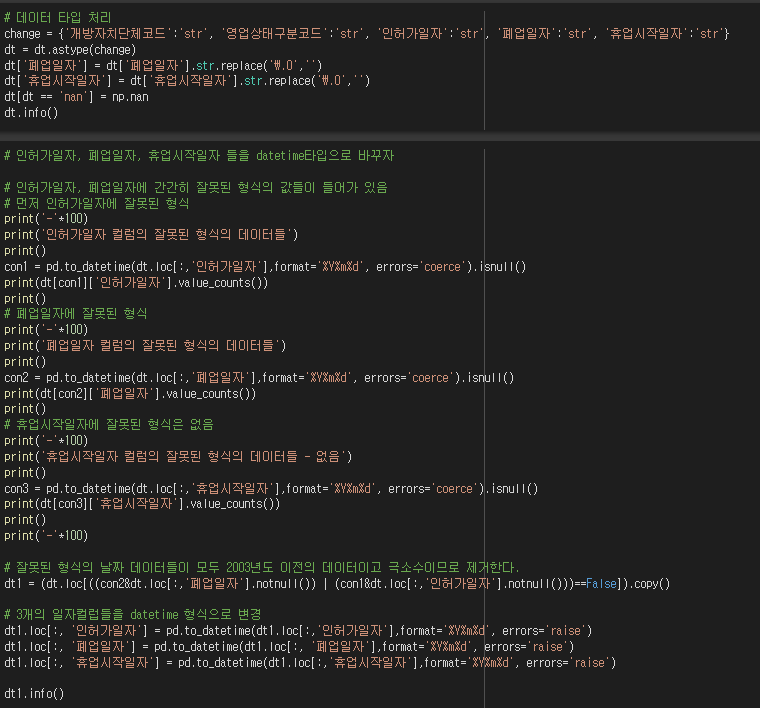 # 데이터 타입 처리
change = {'개방자치단체코드':'str', '영업상태구분코드':'str', '인허가일자':'str', '폐업일자':'str', '휴업시작일자':'str'}
dt = dt.astype(change)
dt['폐업일자'] = dt['폐업일자'].str.replace('₩.0','')
dt['휴업시작일자'] = dt['휴업시작일자'].str.replace('₩.0','')
dt[dt == 'nan'] = np.nan
dt.info()
# 인허가일자, 폐업일자, 휴업시작일자 들을 datetime타입으로 바꾸자
# 인허가일자, 폐업일자에 간간히 잘못된 형식의 값들이 들어가 있음
# 먼저 인허가일자에 잘못된 형식
print('-'*100)
print('인허가일자 컬럼의 잘못된 형식의 데이터들')
print()
con1 = pd.to_datetime(dt.loc[:,'인허가일자'],format='%Y%m%d', errors='coerce').isnull()
print(dt[con1]['인허가일자'].value_counts())
print()
# 폐업일자에 잘못된 형식
print('-'*100)
print('폐업일자 컬럼의 잘못된 형식의 데이터들')
print()
con2 = pd.to_datetime(dt.loc[:,'폐업일자'],format='%Y%m%d', errors='coerce').isnull()
print(dt[con2]['폐업일자'].value_counts())
print()
# 휴업시작일자에 잘못된 형식은 없음
print('-'*100)
print('휴업시작일자 컬럼의 잘못된 형식의 데이터들 - 없음')
print()
con3 = pd.to_datetime(dt.loc[:,'휴업시작일자'],format='%Y%m%d', errors='coerce').isnull()
print(dt[con3]['휴업시작일자'].value_counts())
print()
print('-'*100)
# 잘못된 형식의 날짜 데이터들이 모두 2003년도 이전의 데이터이고 극소수이므로 제거한다.
dt1 = (dt.loc[((con2&dt.loc[:,'폐업일자'].notnull()) | (con1&dt.loc[:,'인허가일자'].notnull()))==False]).copy()
# 3개의 일자컬럼들을 datetime 형식으로 변경
dt1.loc[:, '인허가일자'] = pd.to_datetime(dt1.loc[:,'인허가일자'],format='%Y%m%d', errors='raise')
dt1.loc[:, '폐업일자'] = pd.to_datetime(dt1.loc[:, '폐업일자'],format='%Y%m%d', errors='raise')
dt1.loc[:, '휴업시작일자'] = pd.to_datetime(dt1.loc[:,'휴업시작일자'],format='%Y%m%d', errors='raise')
dt1.info()